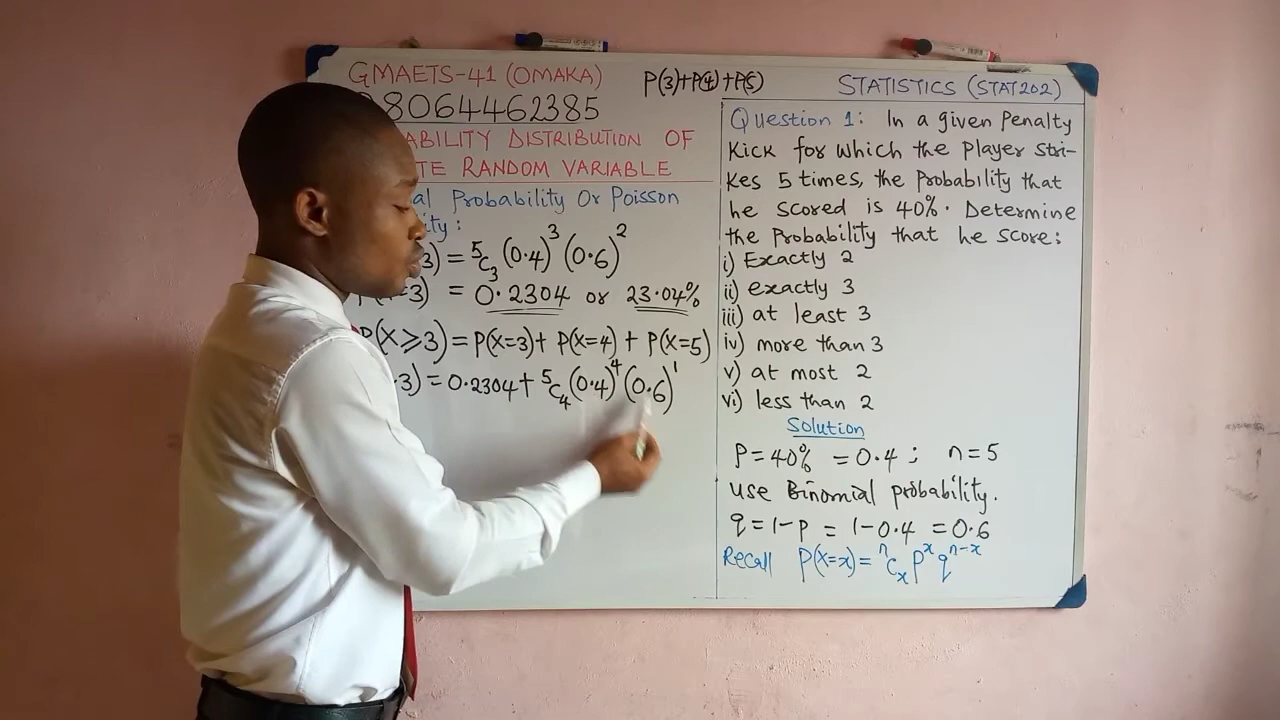 GMAETS-41 (OMAKA)
8064462385
ABILITY DISTRIBUTION OF
TE RANDOM VARIABLE
al Probability Or Poisson
ity:
3) = ⁵C₃ (0.4)³ (0.6)²
=3) = 0.2304 or 23.04%
P(X ⩾ 3) = P(X=3) + P(X=4) + P(X=5)
3) = 0.2304 + ⁵C₄ (0.4)⁴ (0.6)¹
P(3)+P(4)+P(5)
STATISTICS (STAT202)
Question 1: In a given Penalty
Kick for which the Player stri-
kes 5 times, the Probability that
he scored is 40%. Determine
the Probability that he score:
i) Exactly 2
ii) exactly 3
iii) at least 3
iv) more than 3
v) at most 2
vi) less than 2
Solution
P = 40% = 0.4 ; n = 5
use Binomial probability.
q = 1-p = 1-0.4 = 0.6
Recall P(X=x) = ⁿCₓ pˣ qⁿ⁻ˣ